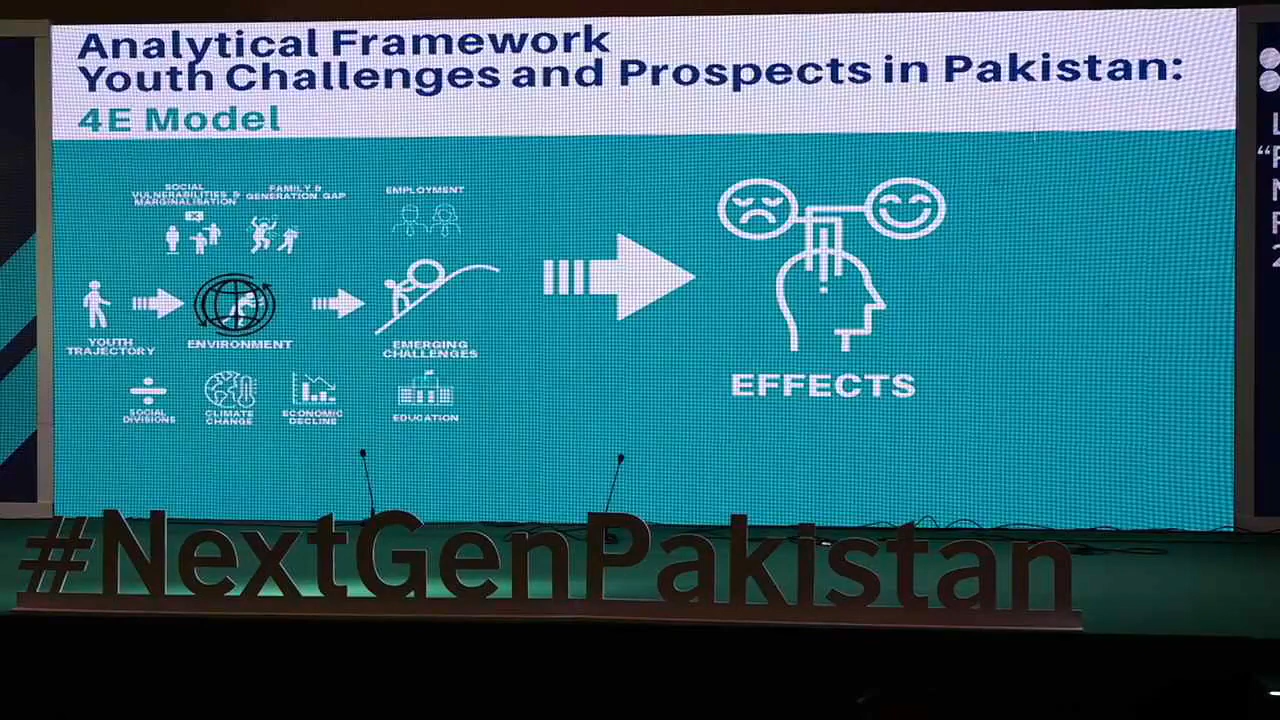 Analytical Framework
Youth Challenges and Prospects in Pakistan:
4E Model
SOCIAL
VULNERABILITIES &
MARGINALISATION
FAMILY &
GENERATION GAP
EMPLOYMENT
YOUTH
TRAJECTORY
ENVIRONMENT
EMERGING
CHALLENGES
EFFECTS
SOCIAL
DIVISIONS
CLIMATE
CHANGE
ECONOMIC
DECLINE
EDUCATION
#NextGenPakistan